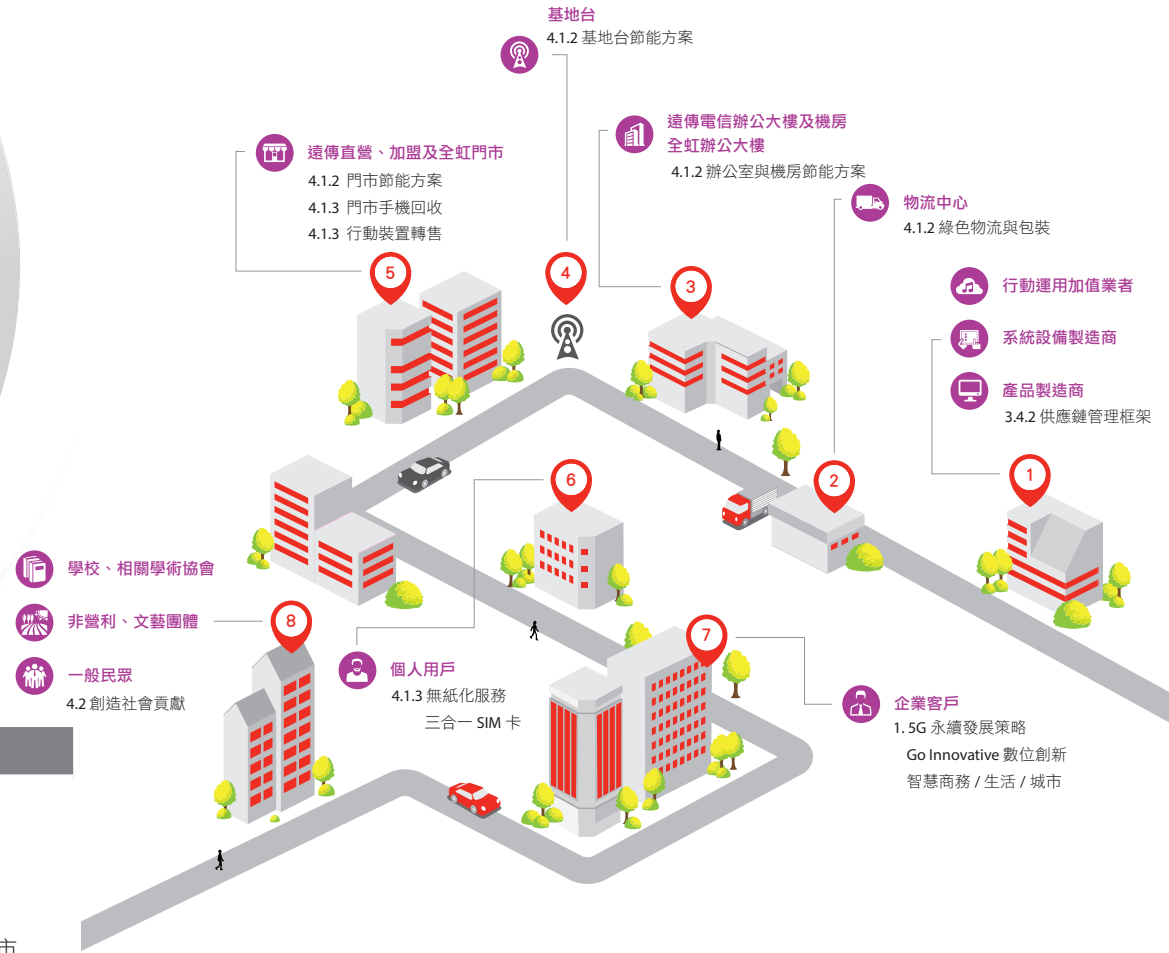 基地台
4.1.2 基地台節能方案
遠傳電信辦公大樓及機房
全虹辦公大樓
4.1.2 辦公室與機房節能方案
遠傳直營、加盟及全虹門市
4.1.2 門市節能方案
4.1.3 門市手機回收
4.1.3 行動裝置轉售
物流中心
4.1.2 綠色物流與包裝
行動運用加值業者
系統設備製造商
產品製造商
3.4.2 供應鏈管理框架
5
4
3
2
1
6
學校、相關學術協會
非營利、文藝團體
一般民眾
4.2 創造社會貢獻
8
7
個人用戶
4.1.3 無紙化服務
三合一 SIM 卡
企業客戶
1. 5G 永續發展策略
Go Innovative 數位創新
智慧商務 / 生活 / 城市
市